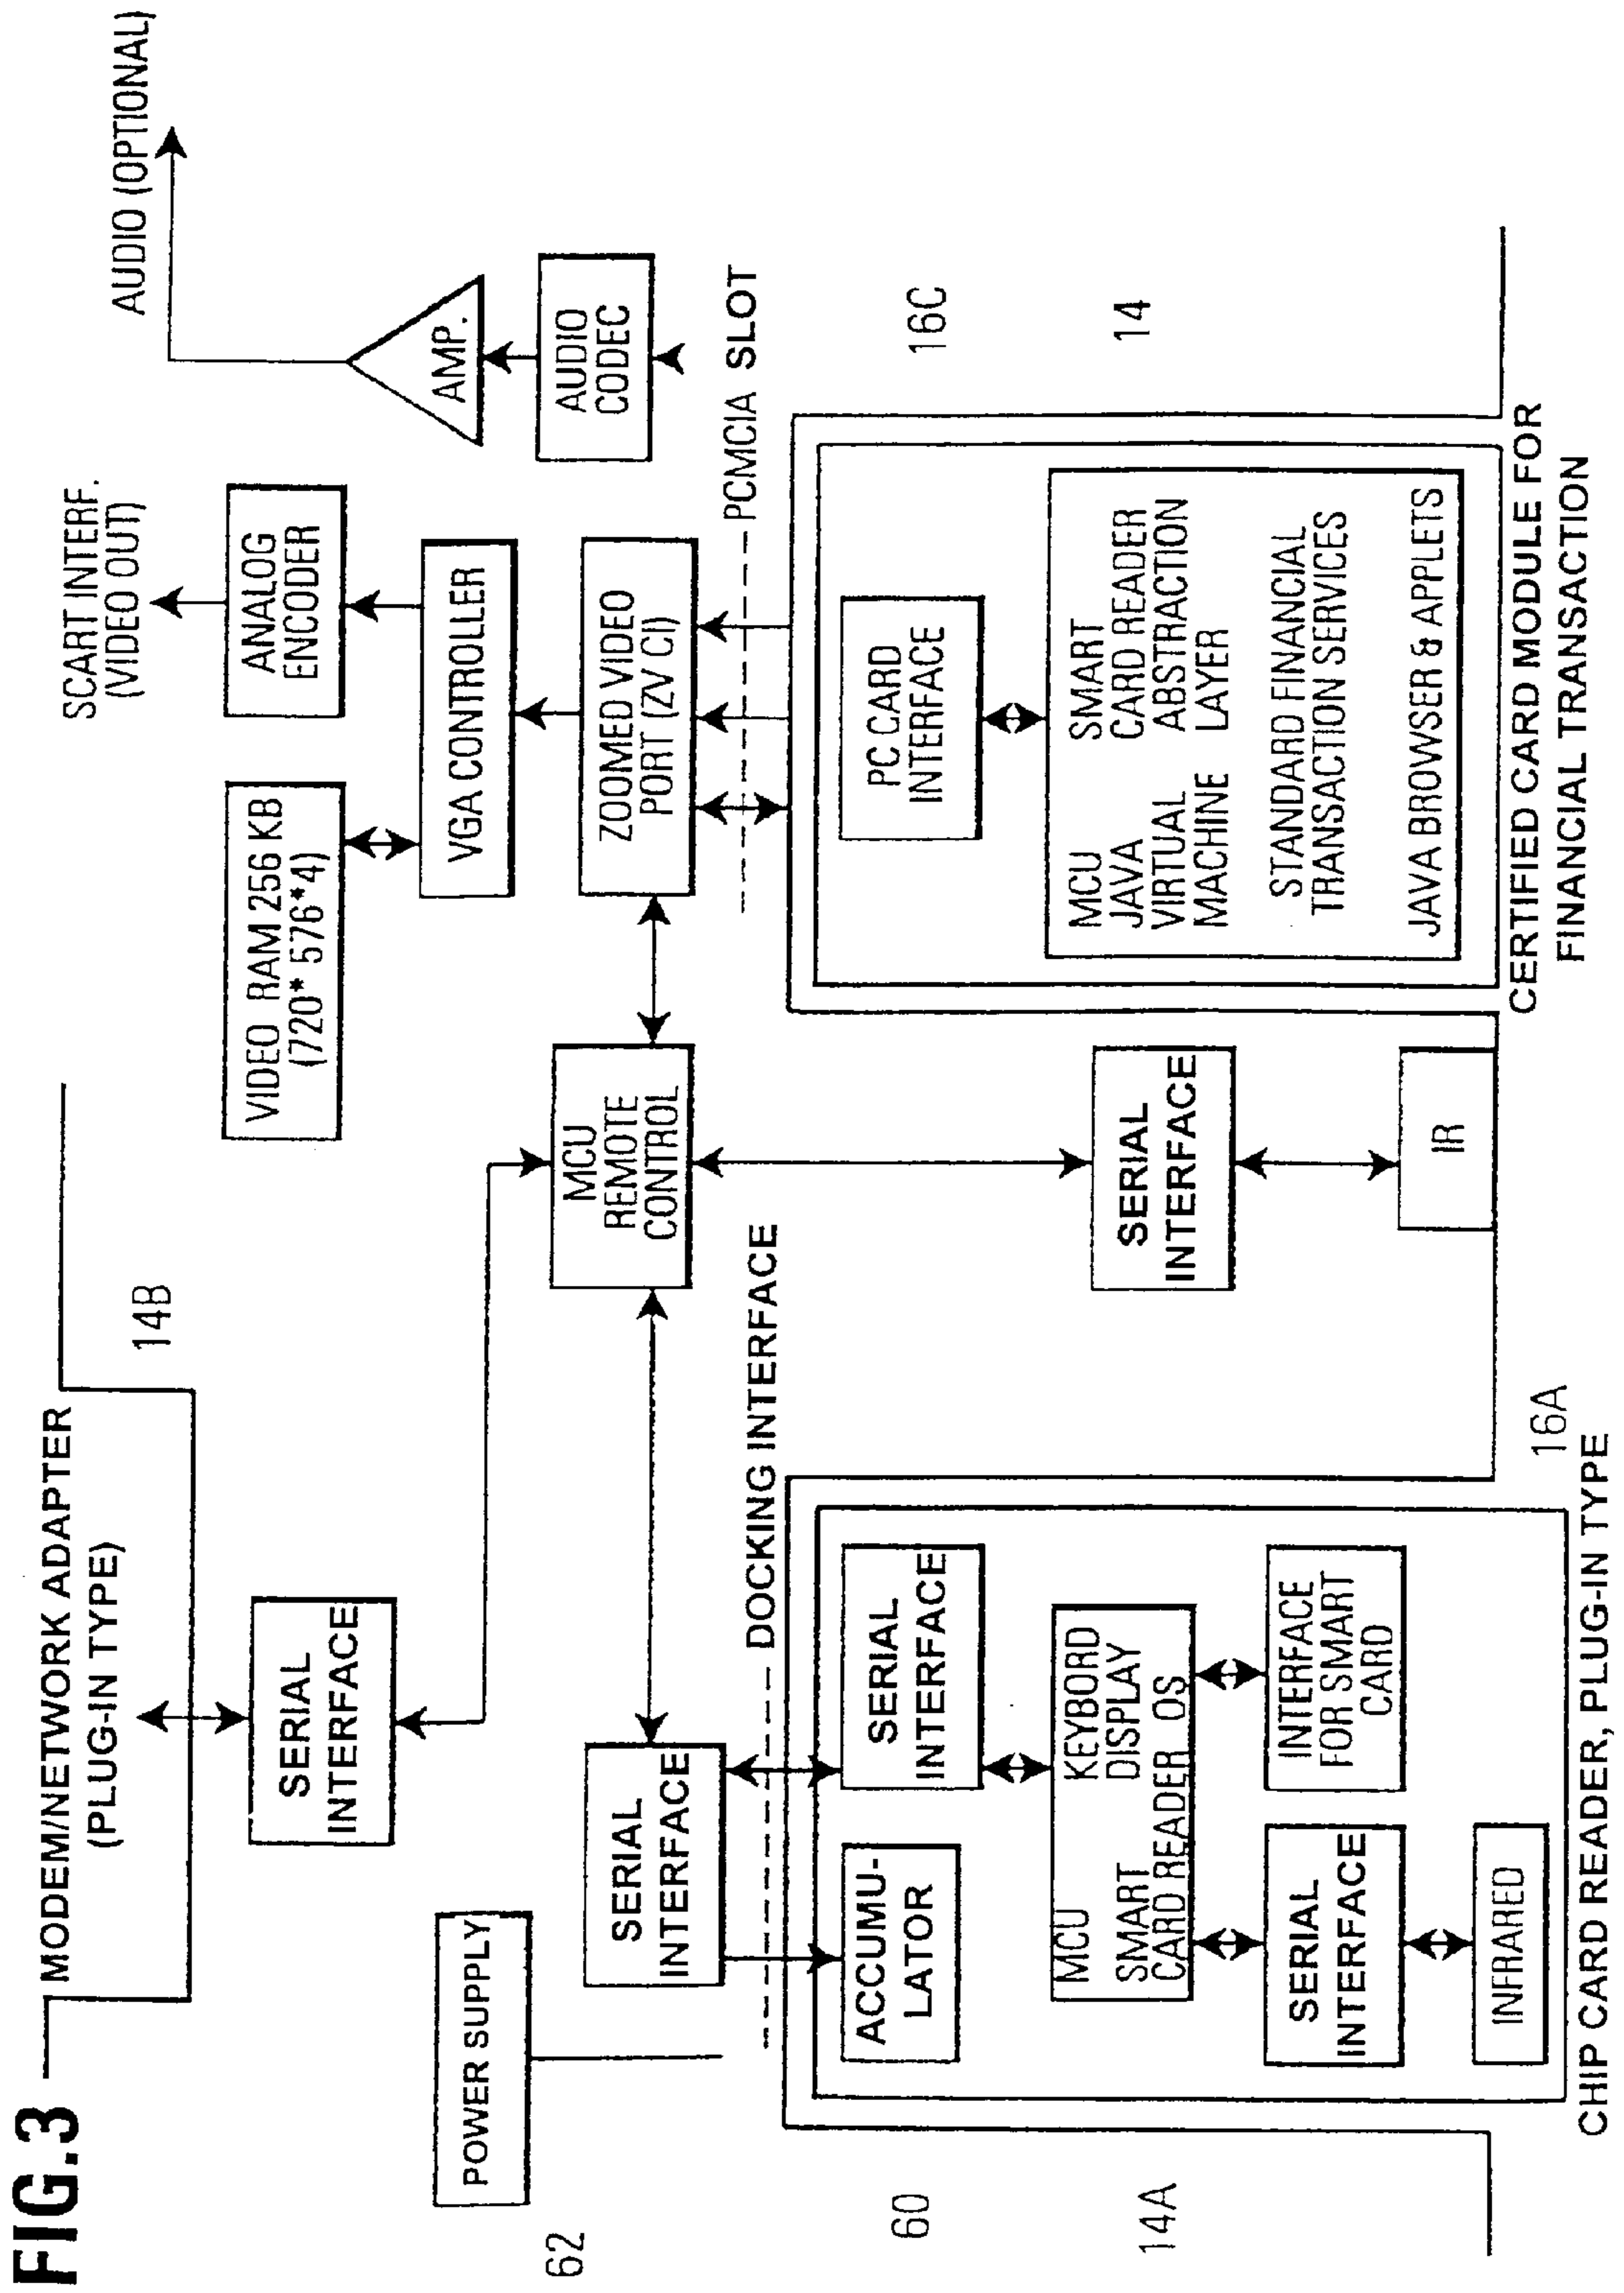 FIG.3
MODEM/NETWORK ADAPTER
(PLUG-IN TYPE)
14B
SCART INTERF.
(VIDEO OUT)
AUDIO (OPTIONAL)
VIDEO RAM 256 KB
(720* 576*4)
ANALOG
ENCODER
SERIAL
INTERFACE
VGA CONTROLLER
AMP.
POWER SUPPLY
62
MCU
REMOTE
CONTROL
ZOOMED VIDEO
PORT (ZV CI)
AUDIO
CODEC
SERIAL
INTERFACE
DOCKING INTERFACE
PCMCIA SLOT
60
ACCUMU-
LATOR
SERIAL
INTERFACE
PC CARD
INTERFACE
16C
14A
MCU KEYBORD
DISPLAY
SMART
CARD READER OS
SERIAL
INTERFACE
MCU SMART
JAVA CARD READER
VIRTUAL ABSTRACTION
MACHINE LAYER
STANDARD FINANCIAL
TRANSACTION SERVICES
JAVA BROWSER & APPLETS
14
SERIAL
INTERFACE
INTERFACE
FOR SMART
CARD
INFRARED
IR
16A
CHIP CARD READER, PLUG-IN TYPE
CERTIFIED CARD MODULE FOR
FINANCIAL TRANSACTION